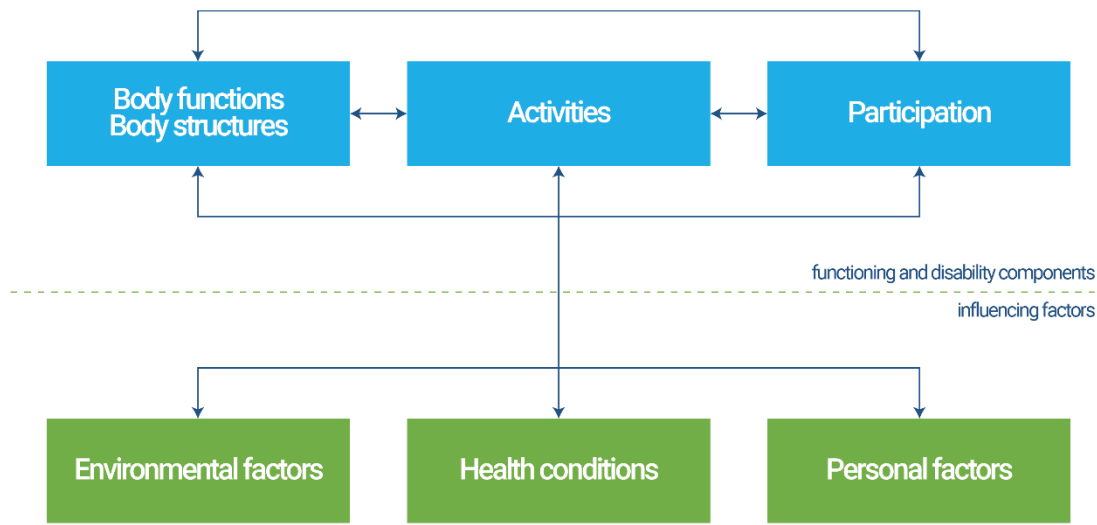 Body functions
Body structures
Activities
Participation
functioning and disability components
influencing factors
Environmental factors
Health conditions
Personal factors